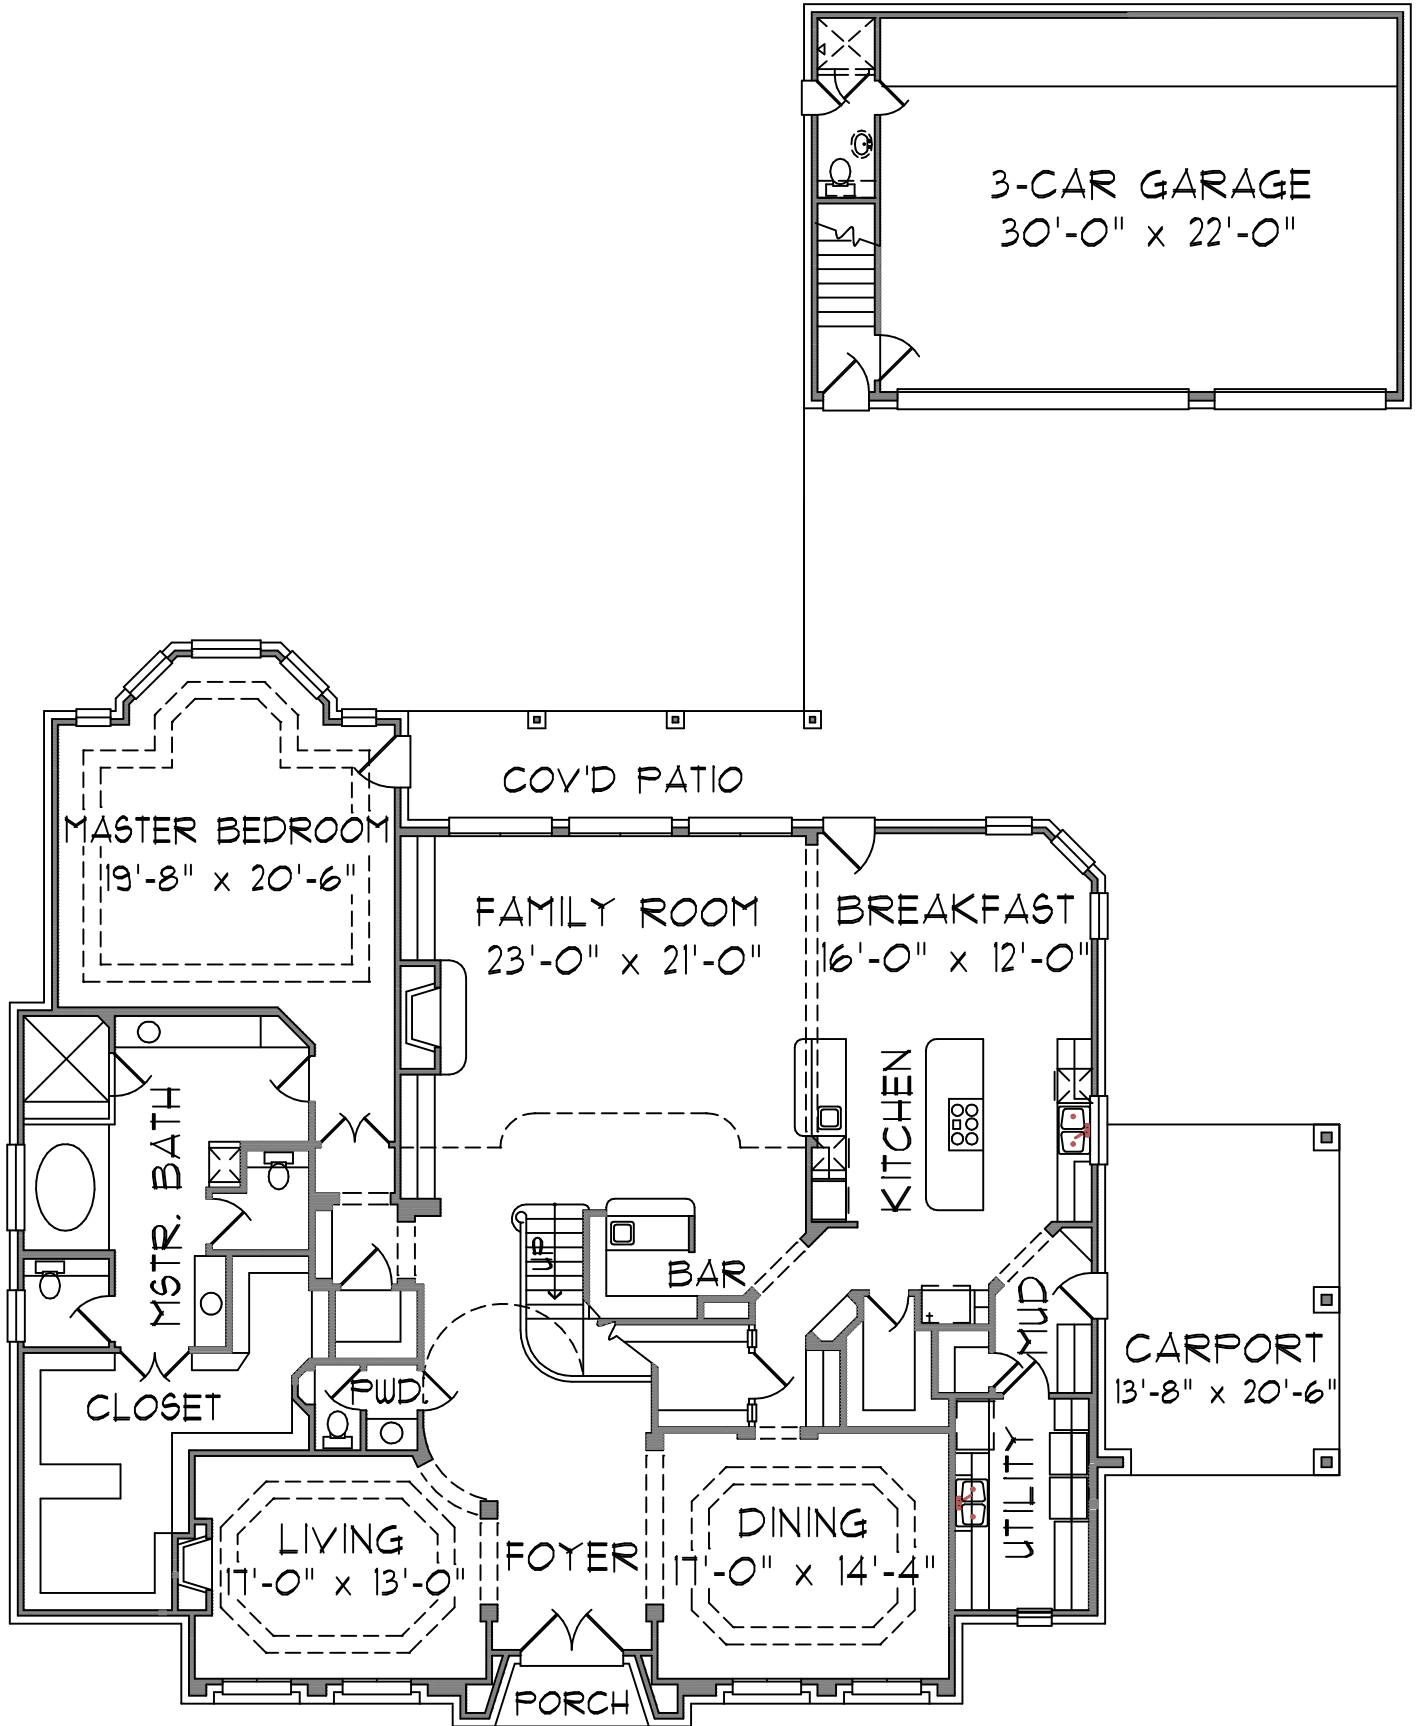 3-CAR GARAGE
30'-0" x 22'-0"
COV'D PATIO
MASTER BEDROOM
19'-8" x 20'-6"
FAMILY ROOM
23'-0" x 21'-0"
BREAKFAST
16'-0" x 12'-0"
KITCHEN
MSTR. BATH
UP
BAR
MUD
CARPORT
13'-8" x 20'-6"
PWD.
CLOSET
UTILITY
LIVING
17'-0" x 13'-0"
FOYER
DINING
17'-0" x 14'-4"
PORCH